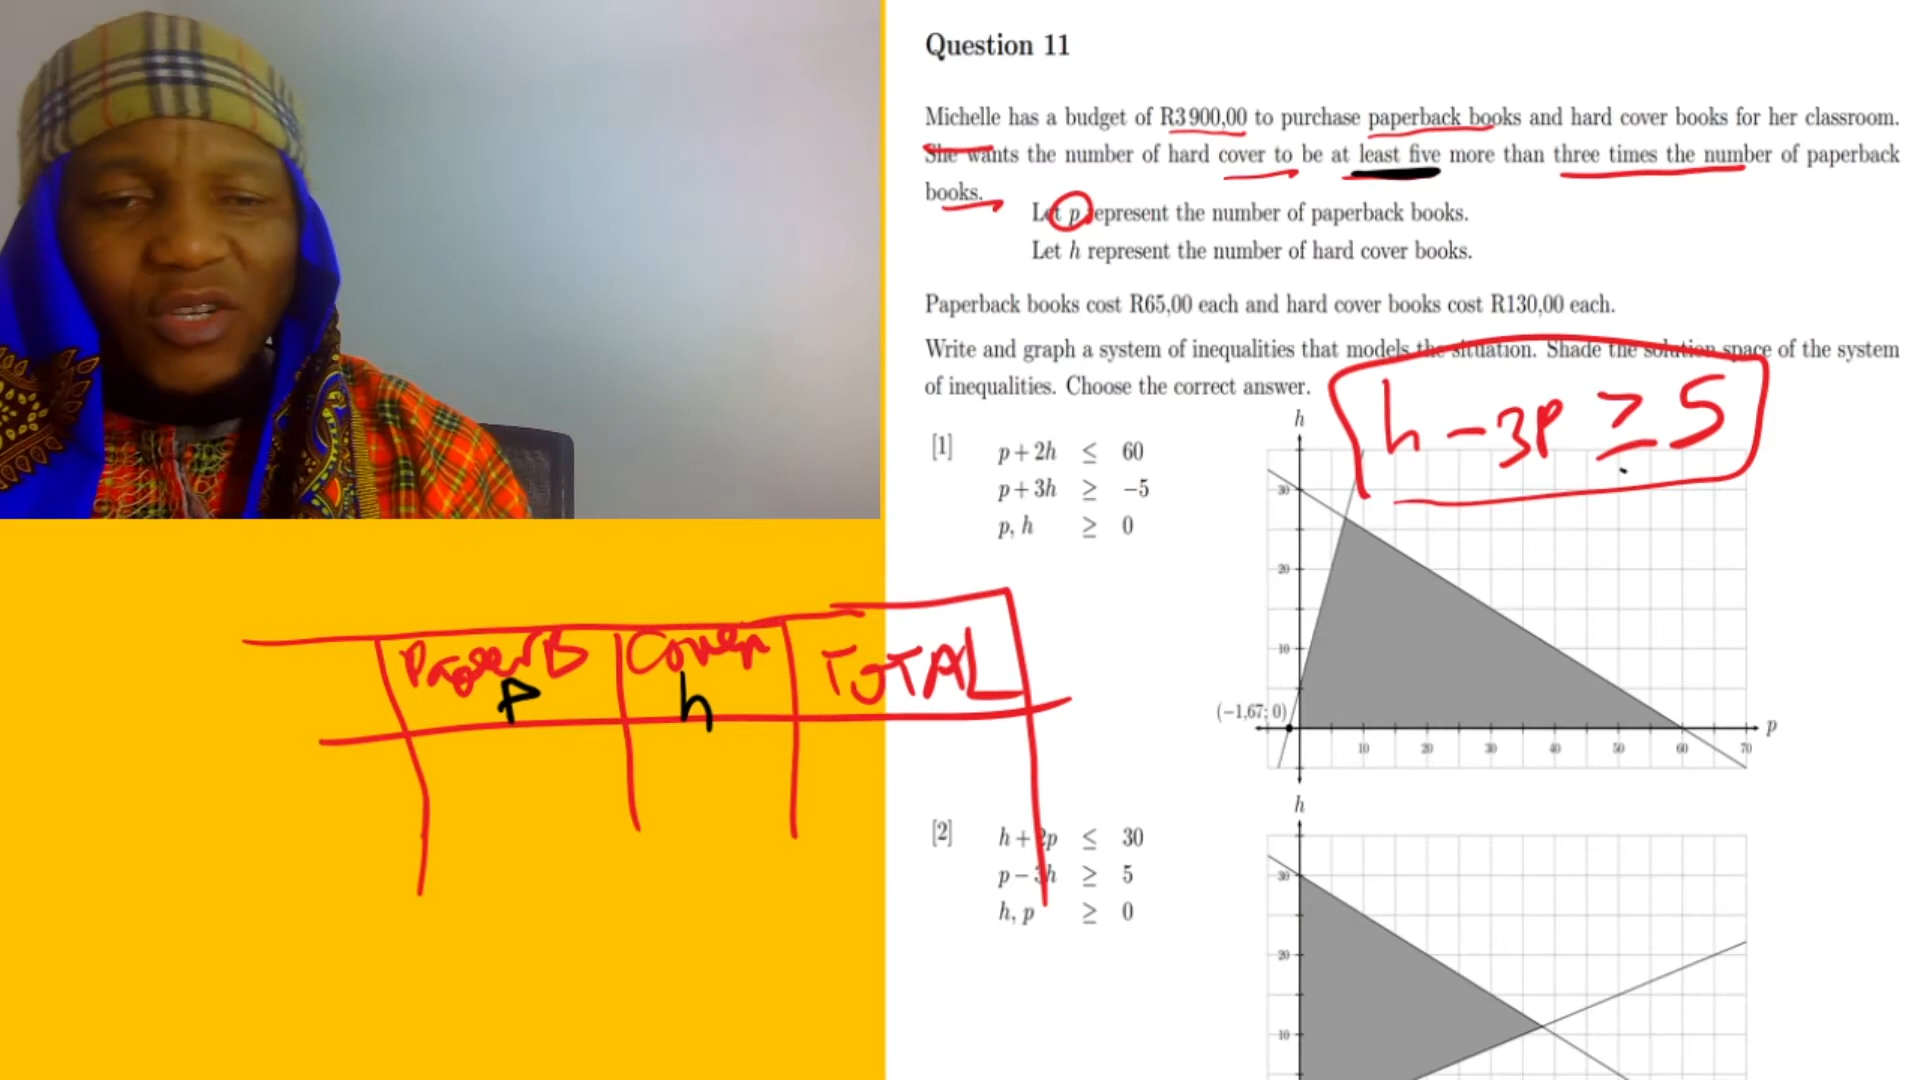 Question 11
Michelle has a budget of R3 900,00 to purchase paperback books and hard cover books for her classroom.
She wants the number of hard cover to be at least five more than three times the number of paperback
books.
Let p represent the number of paperback books.
Let h represent the number of hard cover books.
Paperback books cost R65,00 each and hard cover books cost R130,00 each.
Write and graph a system of inequalities that models the situation. Shade the solution space of the system
of inequalities. Choose the correct answer.
h - 3p ≥ 5
[1]
p + 2h ≤ 60
p + 3h ≥ −5
p, h ≥ 0
h
30
20
10
(−1,67; 0)
10 20 30 40 50 60 70
p
Cover
TOTAL
P
h
[2]
h + 2p ≤ 30
p − 3h ≥ 5
h, p ≥ 0
h
30
20
10